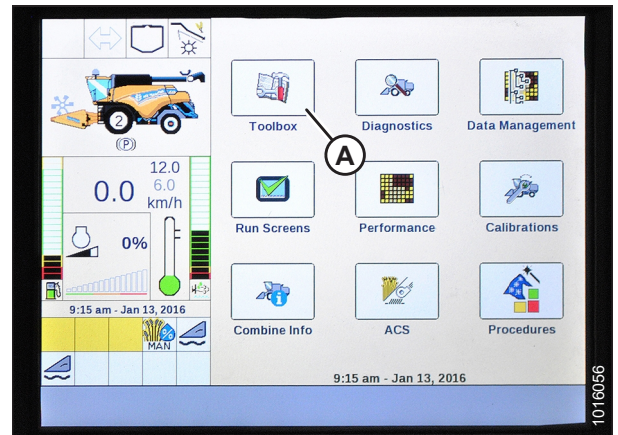 Toolbox
Diagnostics
Data Management
A
2
(P)
12.0
6.0
0.0
km/h
0%
Run Screens
Performance
Calibrations
Combine Info
ACS
Procedures
9:15 am - Jan 13, 2016
MAN
%
9:15 am - Jan 13, 2016
1016056